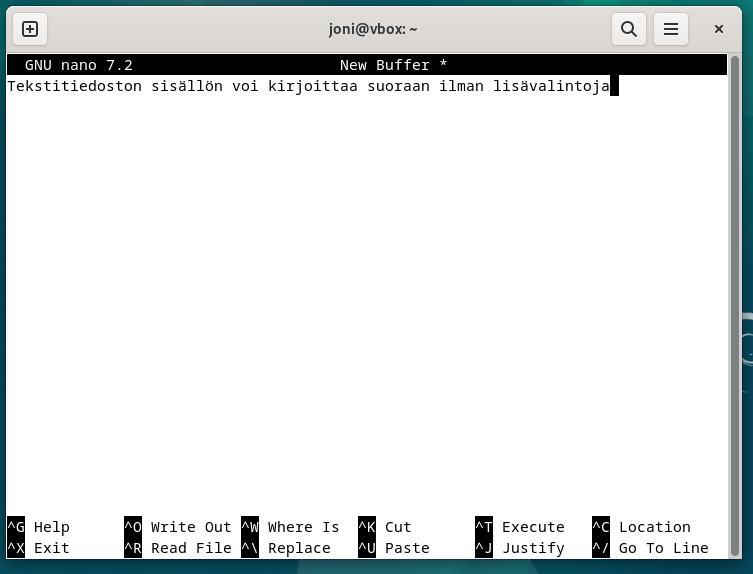 joni@vbox: ~
GNU nano 7.2 New Buffer *
Tekstitiedoston sisällön voi kirjoittaa suoraan ilman lisävalintoja
^G Help ^O Write Out ^W Where Is ^K Cut ^T Execute ^C Location
^X Exit ^R Read File ^\ Replace ^U Paste ^J Justify ^/ Go To Line